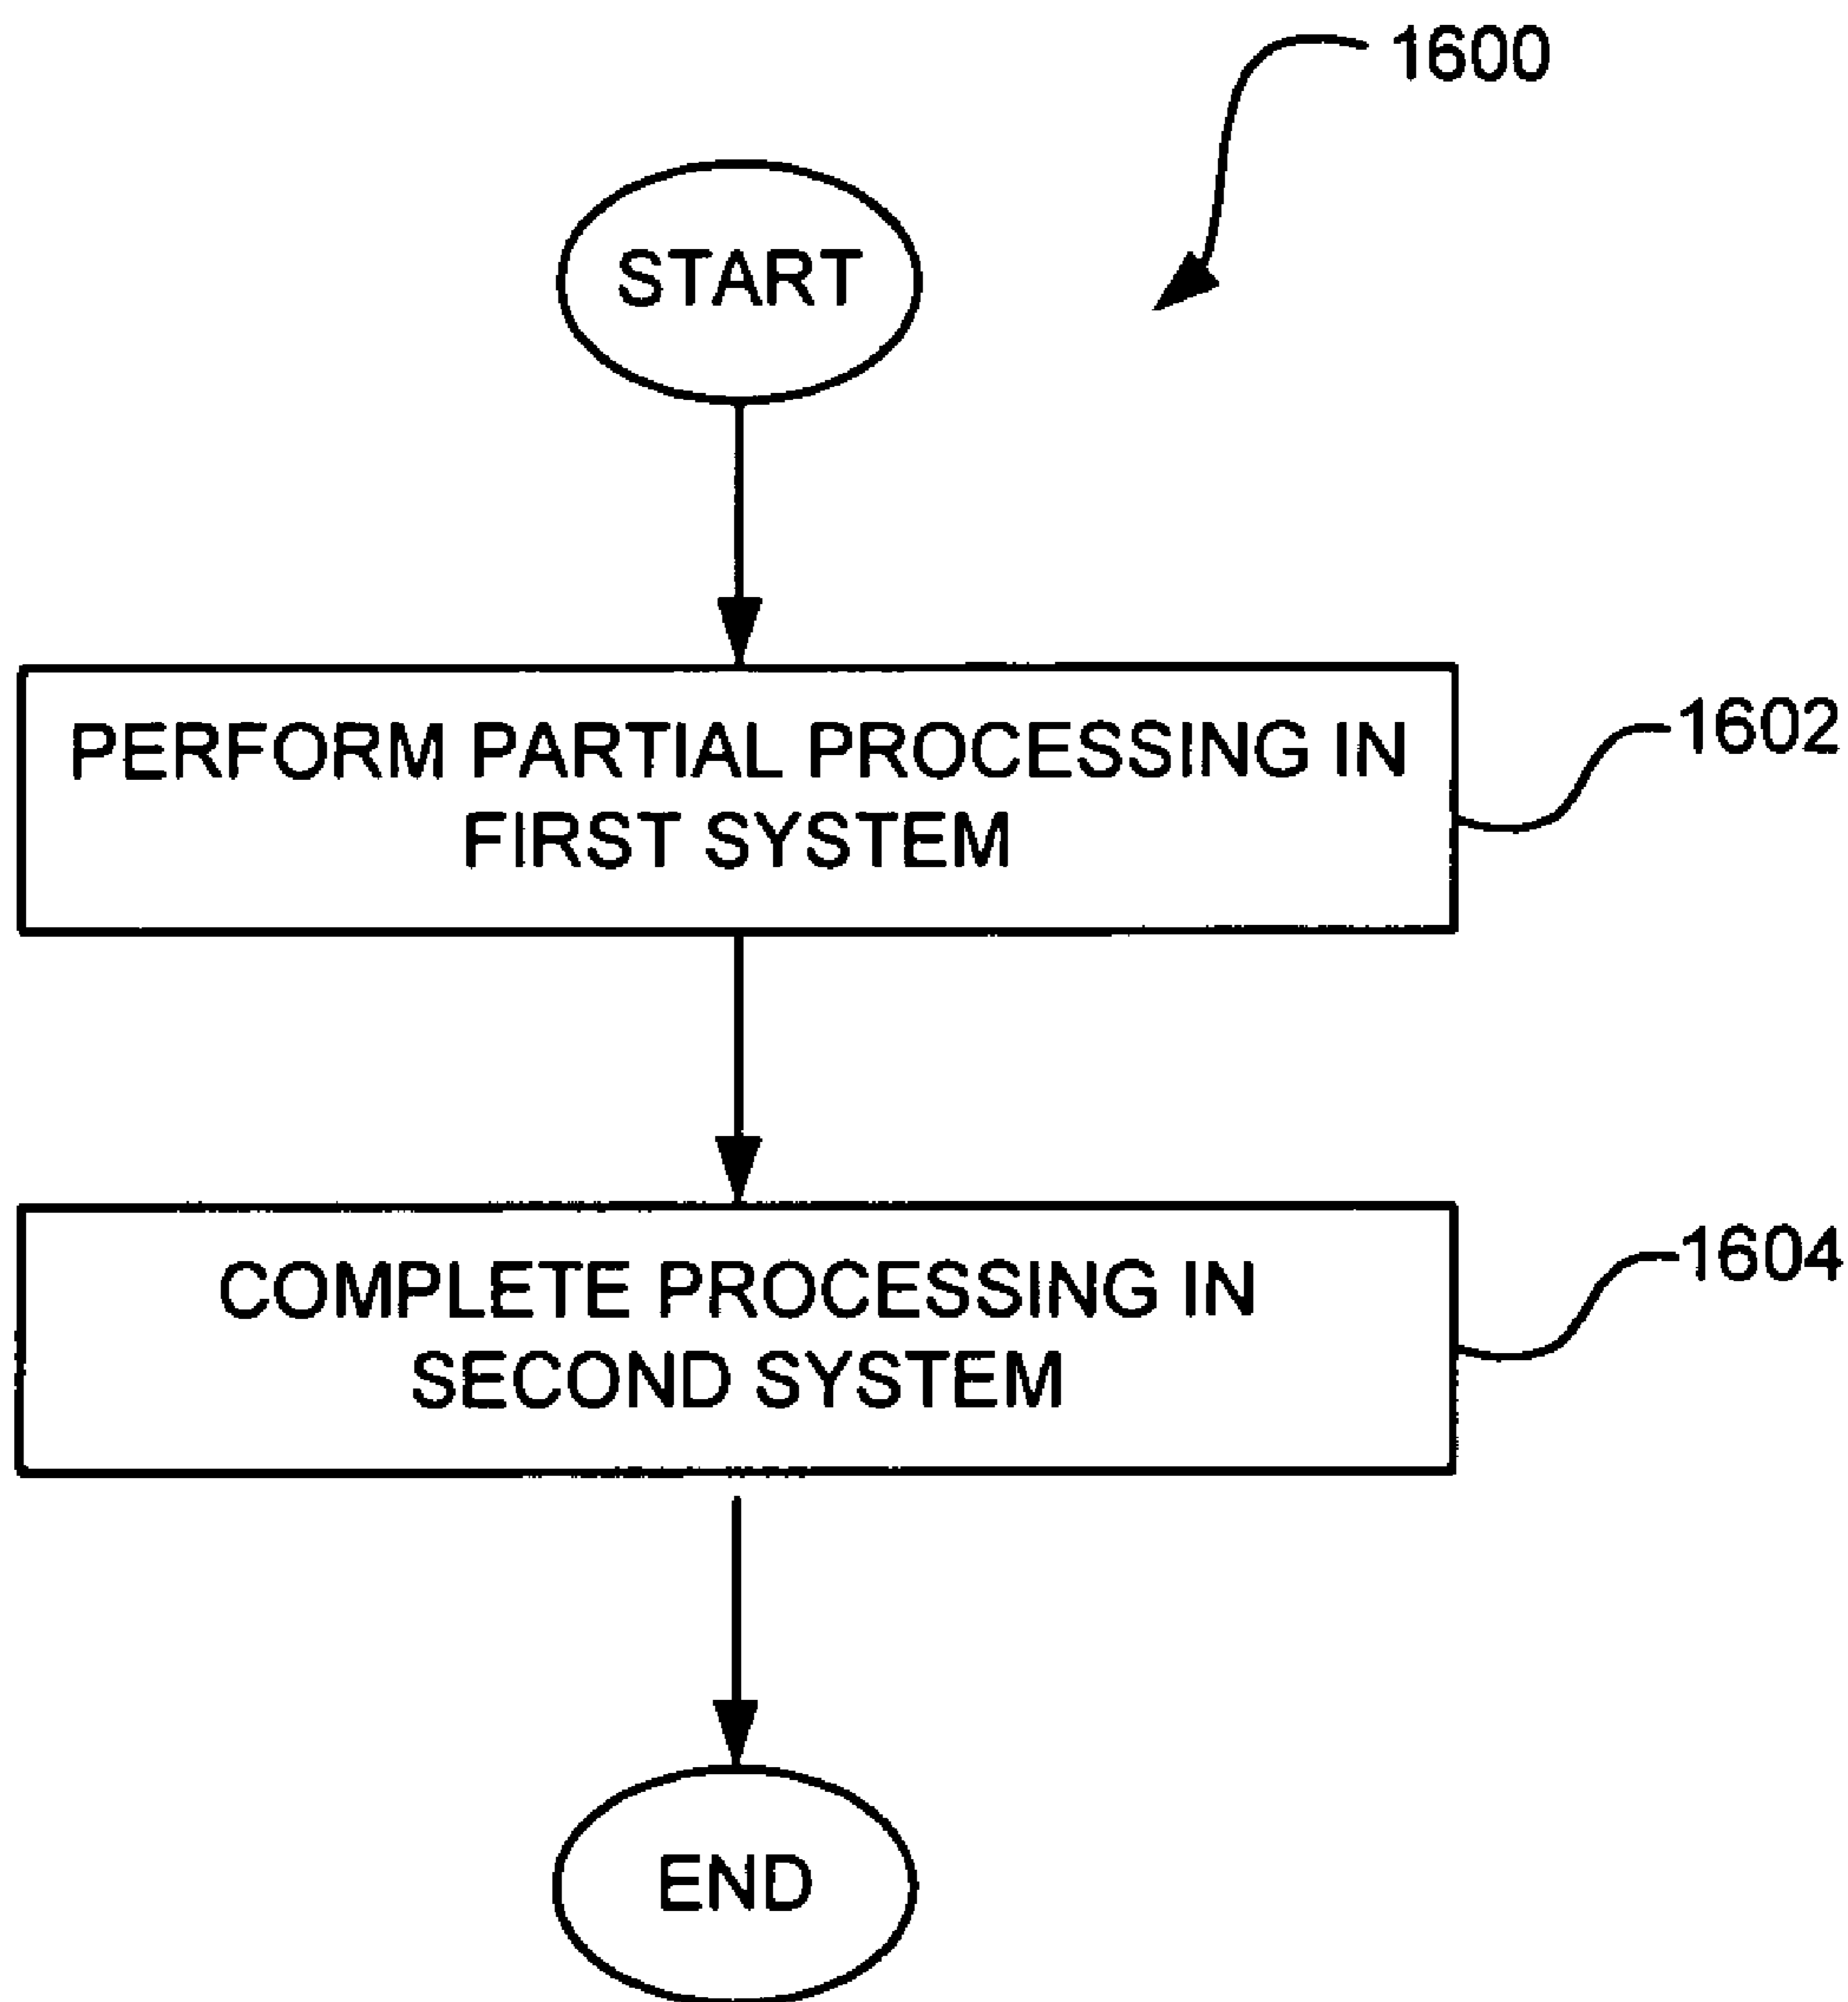 1600
START
PERFORM PARTIAL PROCESSING IN
FIRST SYSTEM
1602
COMPLETE PROCESSING IN
SECOND SYSTEM
1604
END